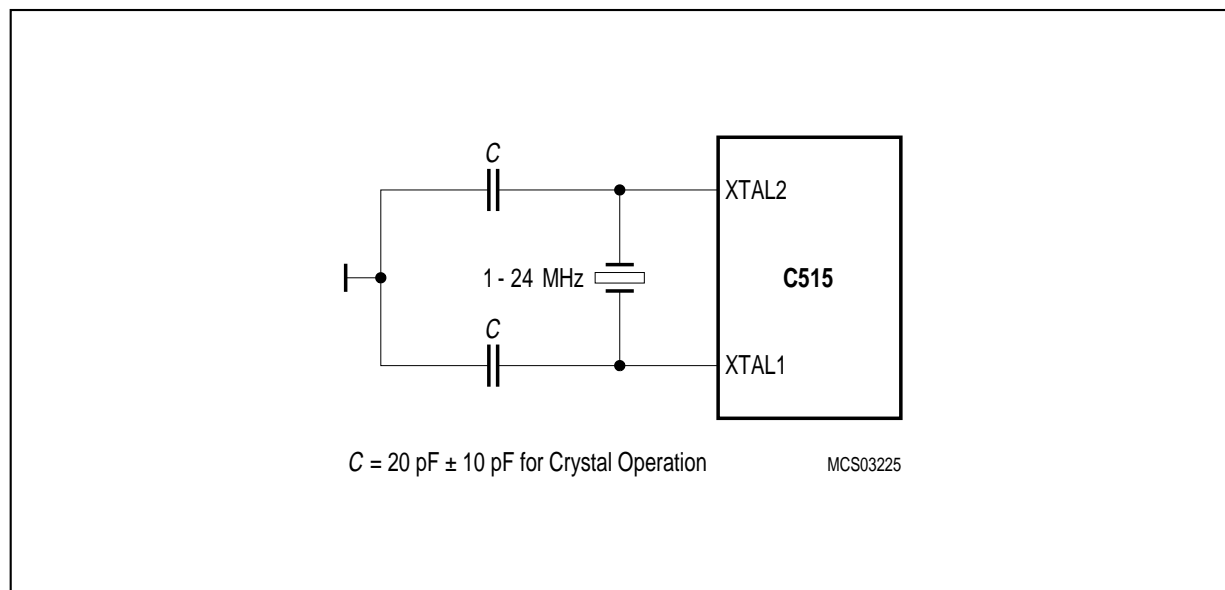 C
XTAL2
1 - 24 MHz
C515
C
XTAL1
C = 20 pF ± 10 pF for Crystal Operation
MCS03225